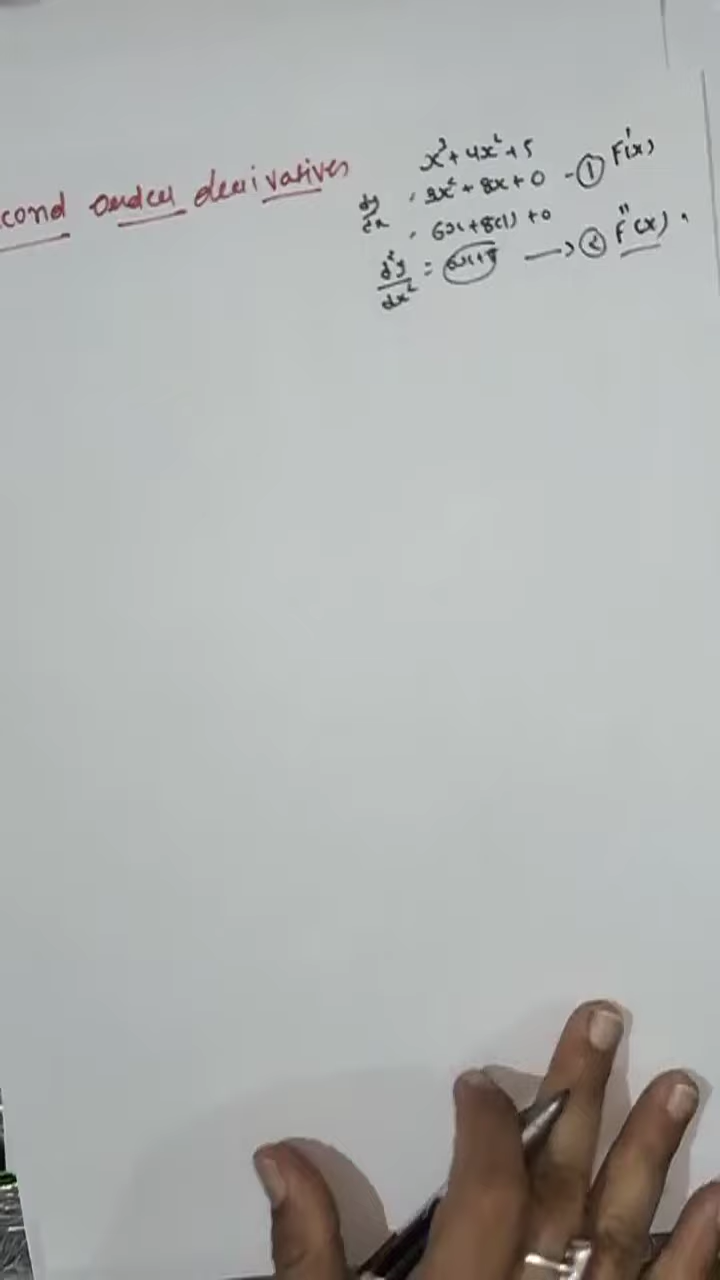 cond order derivatives
x³ + 4x² + 5
dy/dx = 3x² + 8x + 0 - ① F'(x)
= 6x + 8(1) + 0
d²y/dx² = 6x+8 → ② F''(x).